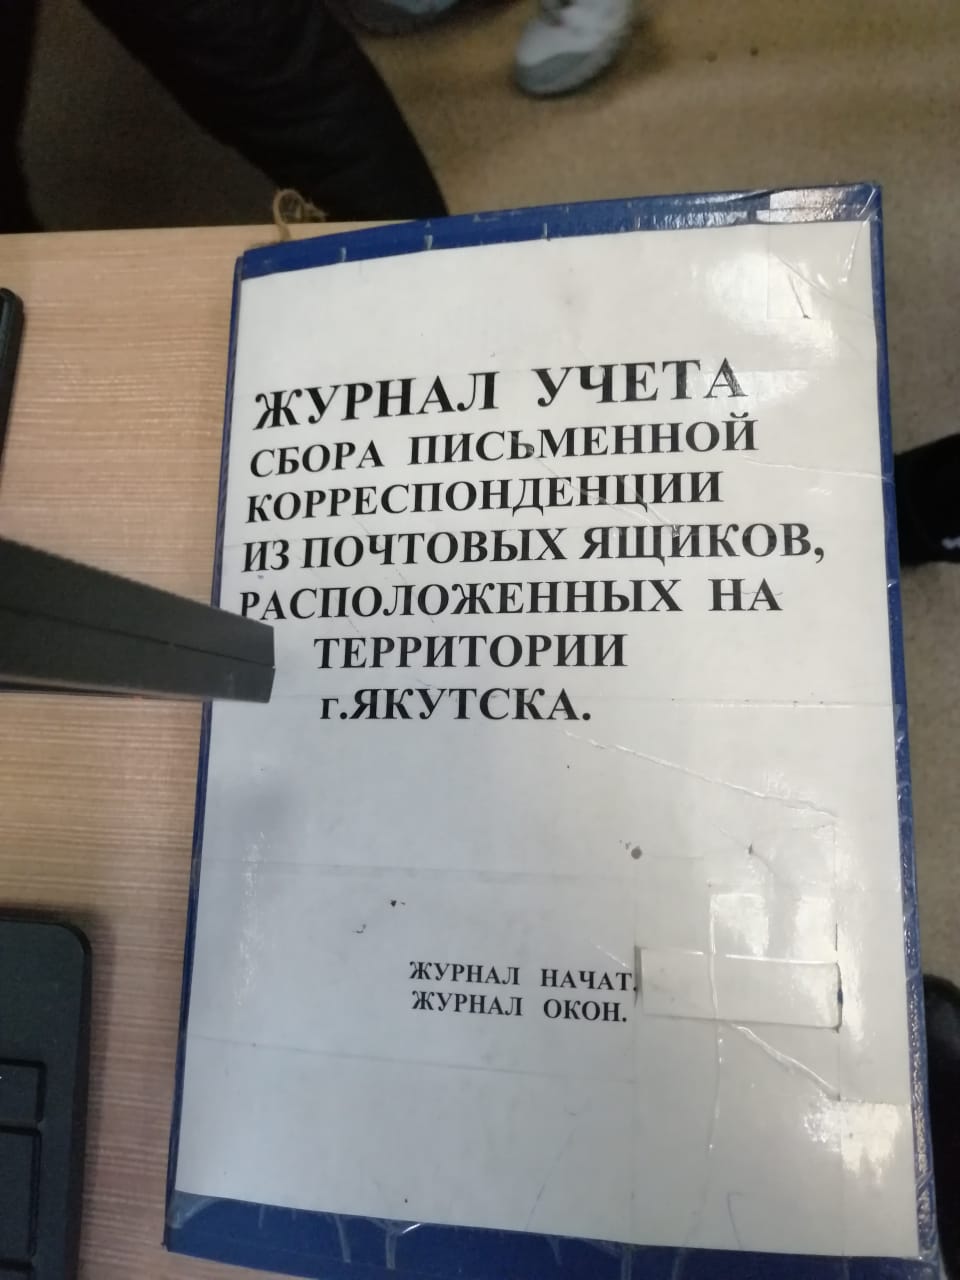 ЖУРНАЛ УЧЕТА
СБОРА ПИСЬМЕННОЙ
КОРРЕСПОНДЕНЦИИ
ИЗ ПОЧТОВЫХ ЯЩИКОВ,
РАСПОЛОЖЕННЫХ НА
ТЕРРИТОРИИ
г.ЯКУТСКА.
ЖУРНАЛ НАЧАТ.
ЖУРНАЛ ОКОН.